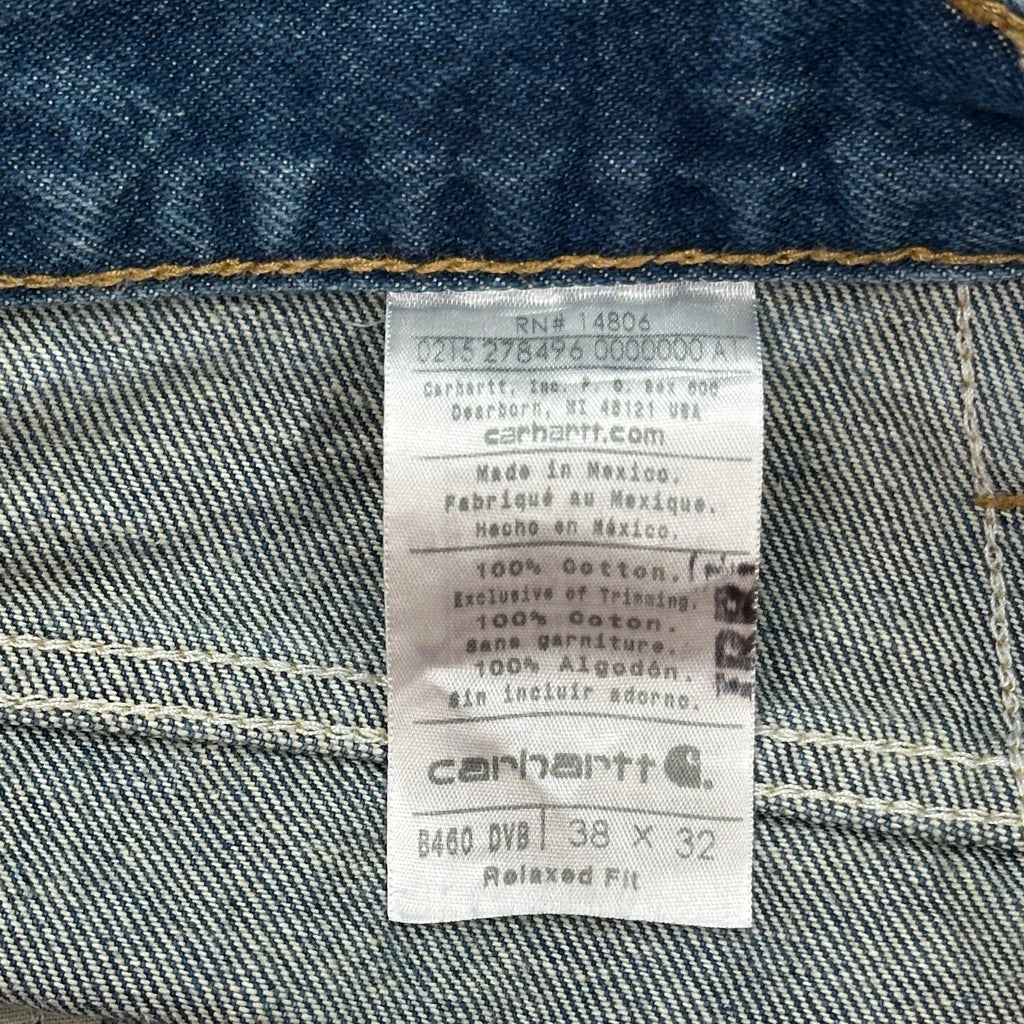 RN# 14806
0215 278496 0000000 A1
Carhartt, Inc. P. O. Box 600
Dearborn, MI 48121 USA
carhartt.com
Made in Mexico.
Fabriqué au Mexique.
Hecho en México.
100% Cotton.
Exclusive of Trimming.
100% Coton.
sans garniture.
100% Algodón.
sin incluir adorno.
carhartt
B460 DVB 38 X 32
Relaxed Fit